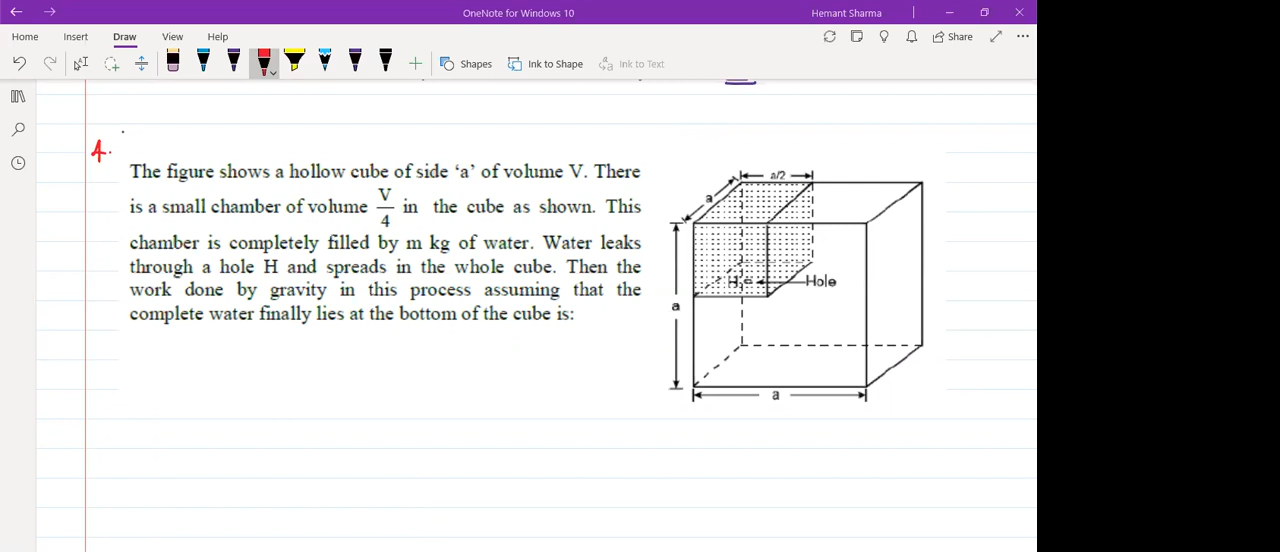 OneNote for Windows 10
Hemant Sharma
Home Insert Draw View Help
Share
Shapes Ink to Shape Ink to Text
4.
The figure shows a hollow cube of side ‘a’ of volume V. There
is a small chamber of volume V/4 in the cube as shown. This
chamber is completely filled by m kg of water. Water leaks
through a hole H and spreads in the whole cube. Then the
work done by gravity in this process assuming that the
complete water finally lies at the bottom of the cube is:
a/2
a
H Hole
a
a